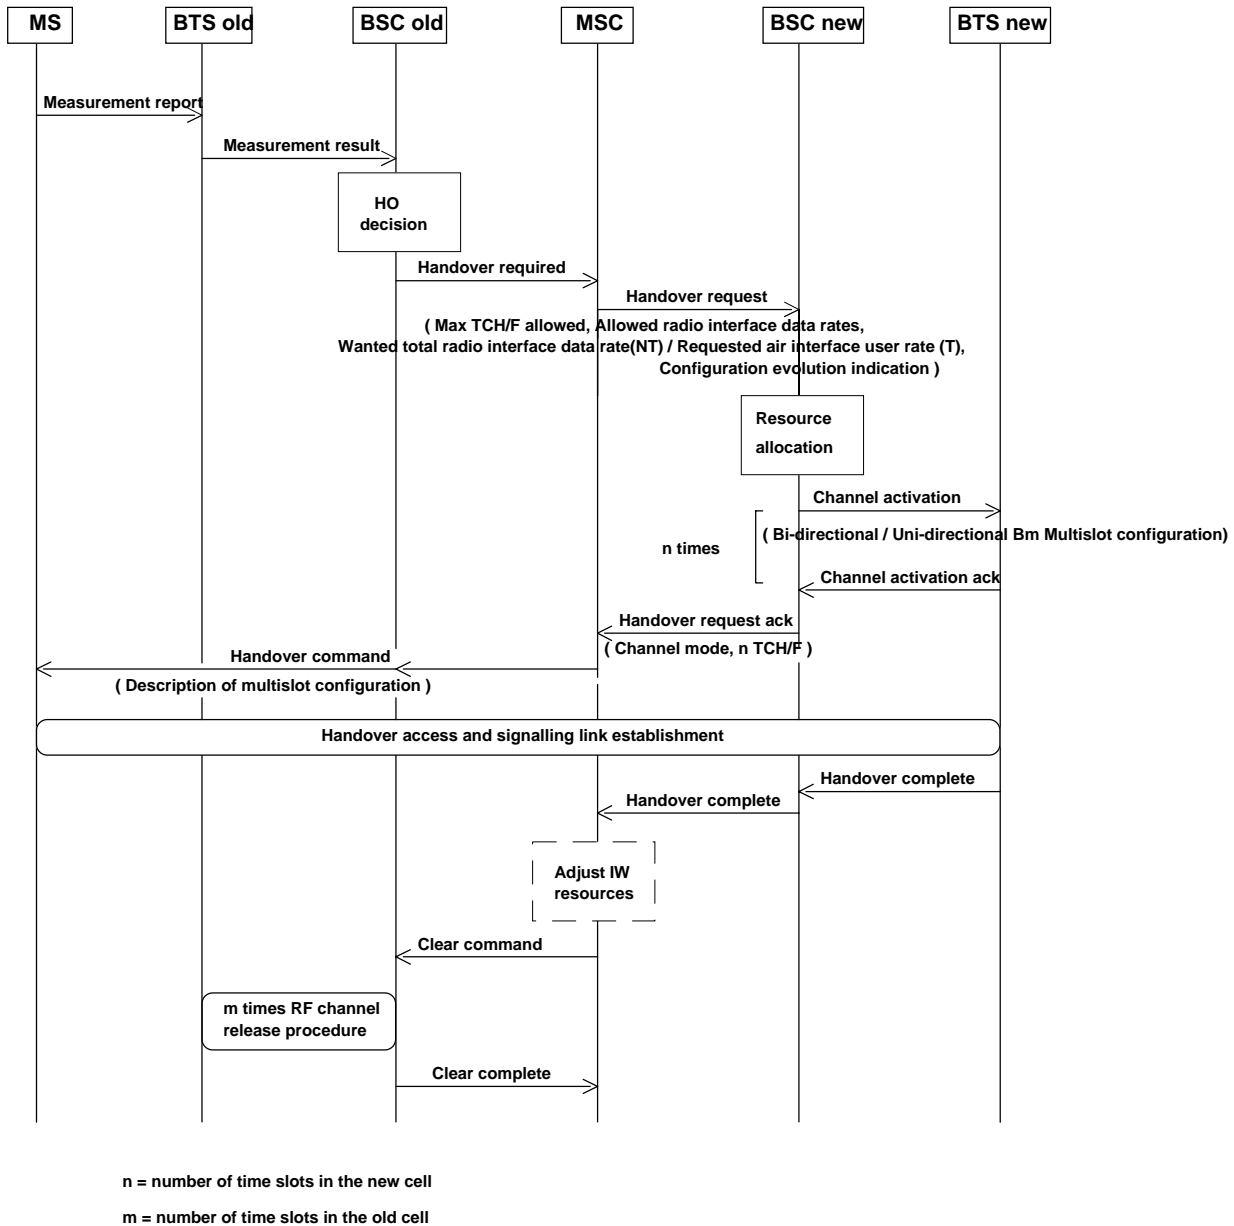 MS BTS old BSC old MSC BSC new BTS new
Measurement report
Measurement result
HO
decision
Handover required
Handover request
( Max TCH/F allowed, Allowed radio interface data rates,
Wanted total radio interface data rate(NT) / Requested air interface user rate (T),
Configuration evolution indication )
Resource
allocation
Channel activation
( Bi-directional / Uni-directional Bm Multislot configuration)
n times
Channel activation ack
Handover request ack
( Channel mode, n TCH/F )
Handover command
( Description of multislot configuration )
Handover access and signalling link establishment
Handover complete
Handover complete
Adjust IW
resources
Clear command
m times RF channel
release procedure
Clear complete
n = number of time slots in the new cell
m = number of time slots in the old cell